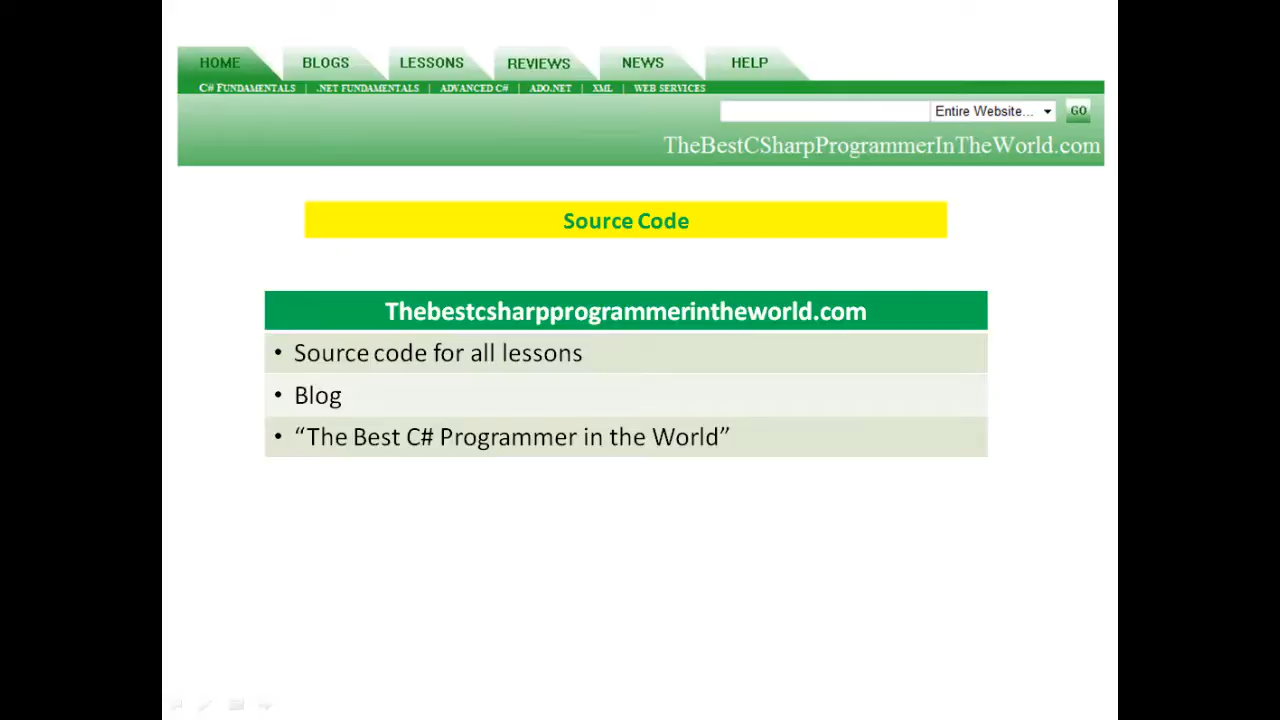 HOME BLOGS LESSONS REVIEWS NEWS HELP
C# FUNDAMENTALS | .NET FUNDAMENTALS | ADVANCED C# | ADO.NET | XML | WEB SERVICES
Entire Website... GO
TheBestCSharpProgrammerInTheWorld.com
Source Code
Thebestcsharpprogrammerintheworld.com
• Source code for all lessons
• Blog
• “The Best C# Programmer in the World”